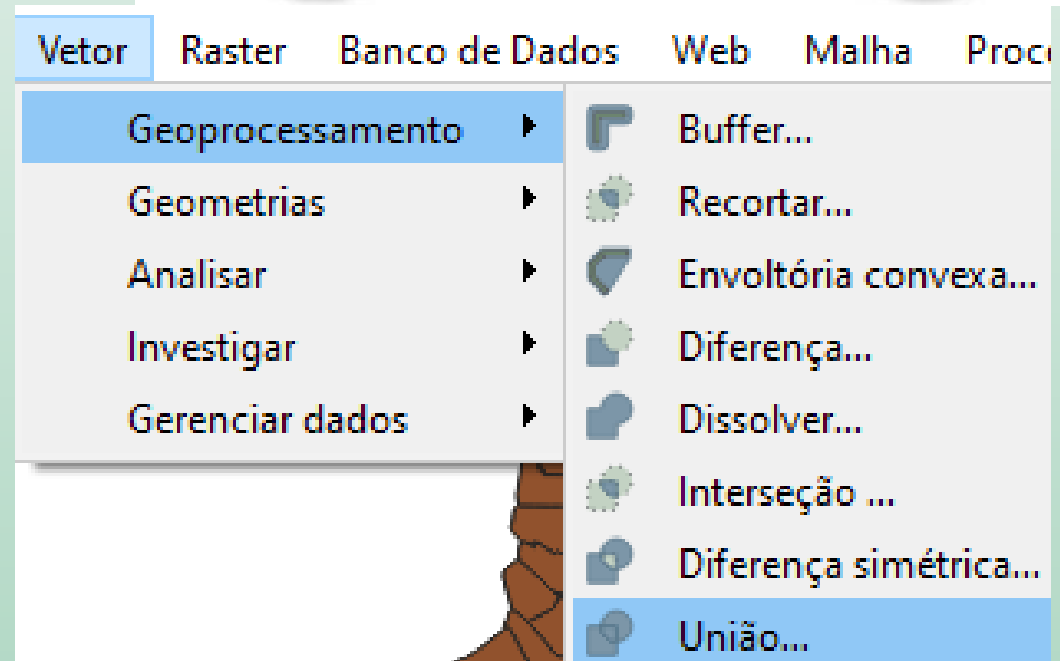 Vetor Raster Banco de Dados Web Malha Proc
Geoprocessamento
Geometrias
Analisar
Investigar
Gerenciar dados
Buffer...
Recortar...
Envoltória convexa...
Diferença...
Dissolver...
Interseção ...
Diferença simétrica...
União...